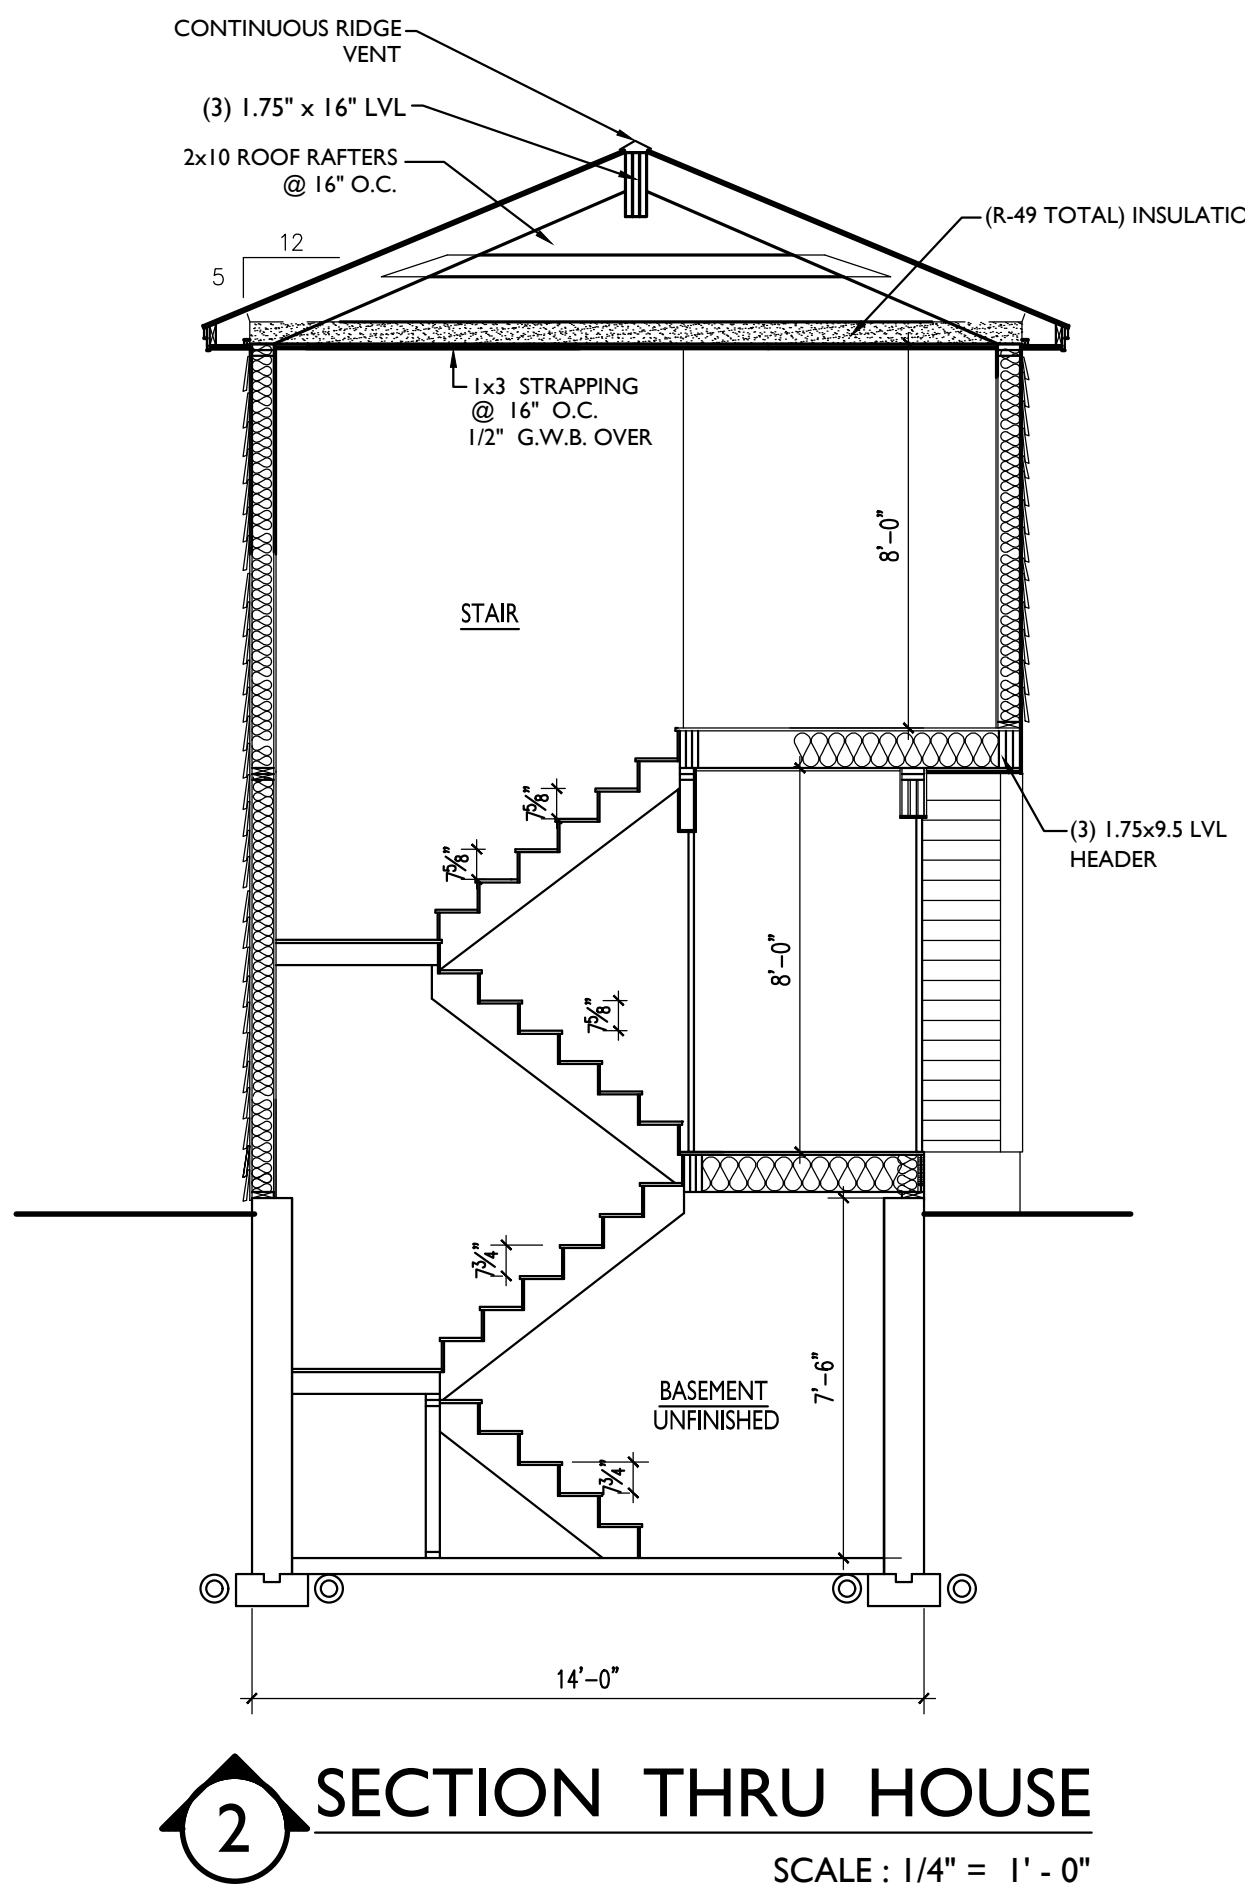 CONTINUOUS RIDGE
VENT
(3) 1.75" x 16" LVL
2x10 ROOF RAFTERS
@ 16" O.C.
(R-49 TOTAL) INSULATIO
12
5
1x3 STRAPPING
@ 16" O.C.
1/2" G.W.B. OVER
8'-0"
STAIR
7⅝"
(3) 1.75x9.5 LVL
HEADER
7⅝"
8'-0"
7⅝"
7¾"
7'-6"
BASEMENT
UNFINISHED
7¾"
14'-0"
2
SECTION THRU HOUSE
SCALE : 1/4" = 1' - 0"